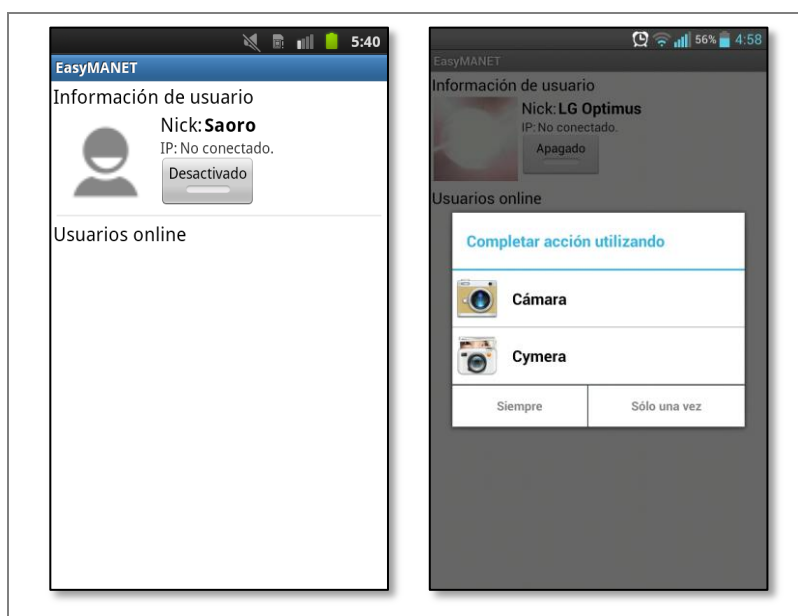 5:40
EasyMANET
Información de usuario
Nick:Saoro
IP: No conectado.
Desactivado
Usuarios online
56% 4:58
EasyMANET
Información de usuario
Nick:LG Optimus
IP: No conectado.
Apagado
Usuarios online
Completar acción utilizando
Cámara
Cymera
Siempre
Sólo una vez